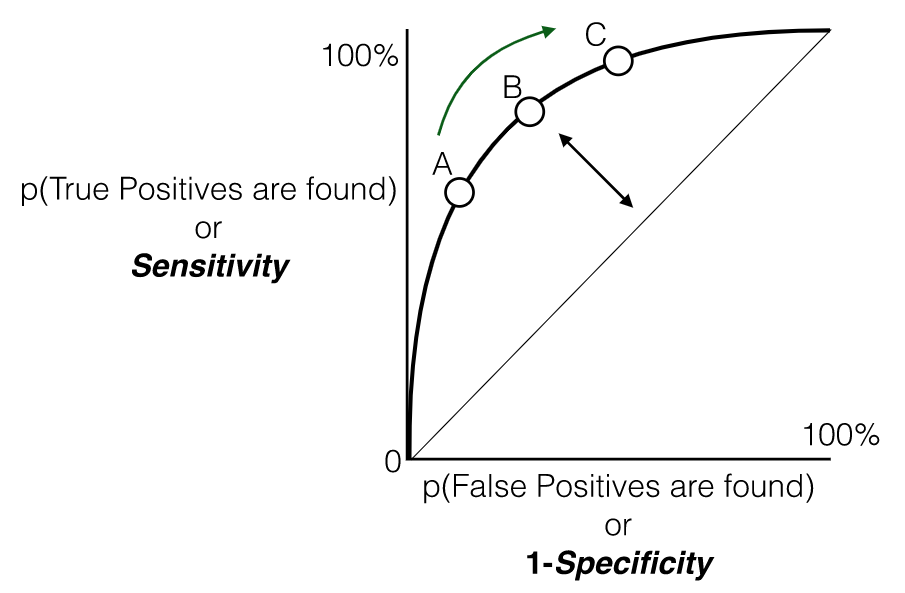 C
100%
B
A
p(True Positives are found)
or
Sensitivity
100%
0
p(False Positives are found)
or
1-Specificity